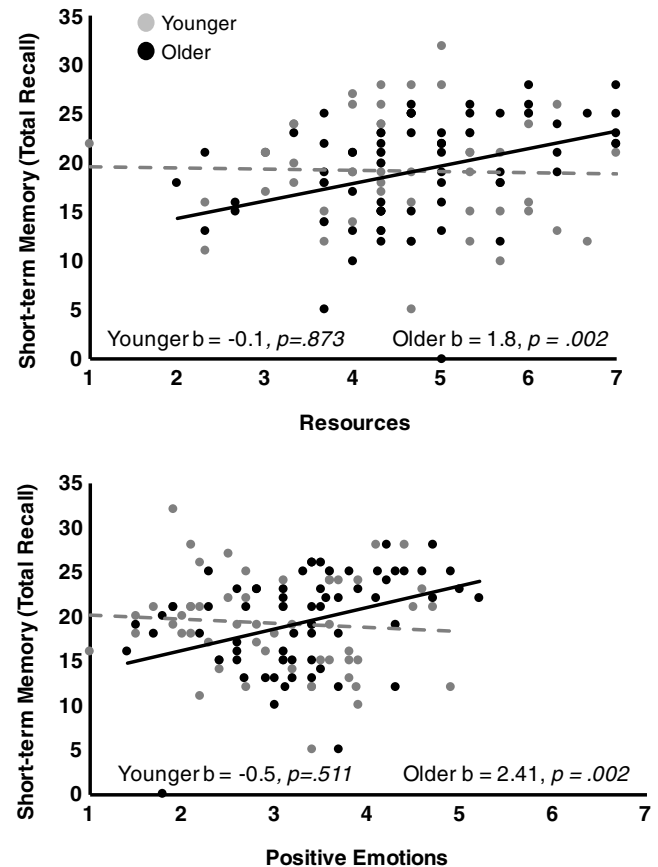 35
Younger
Older
30
25
20
15
10
5
0
Short-term Memory (Total Recall)
Younger b = -0.1, p=.873
Older b = 1.8, p = .002
1 2 3 4 5 6 7
Resources
35
30
25
20
15
10
5
0
Short-term Memory (Total Recall)
Younger b = -0.5, p=.511
Older b = 2.41, p = .002
1 2 3 4 5 6 7
Positive Emotions